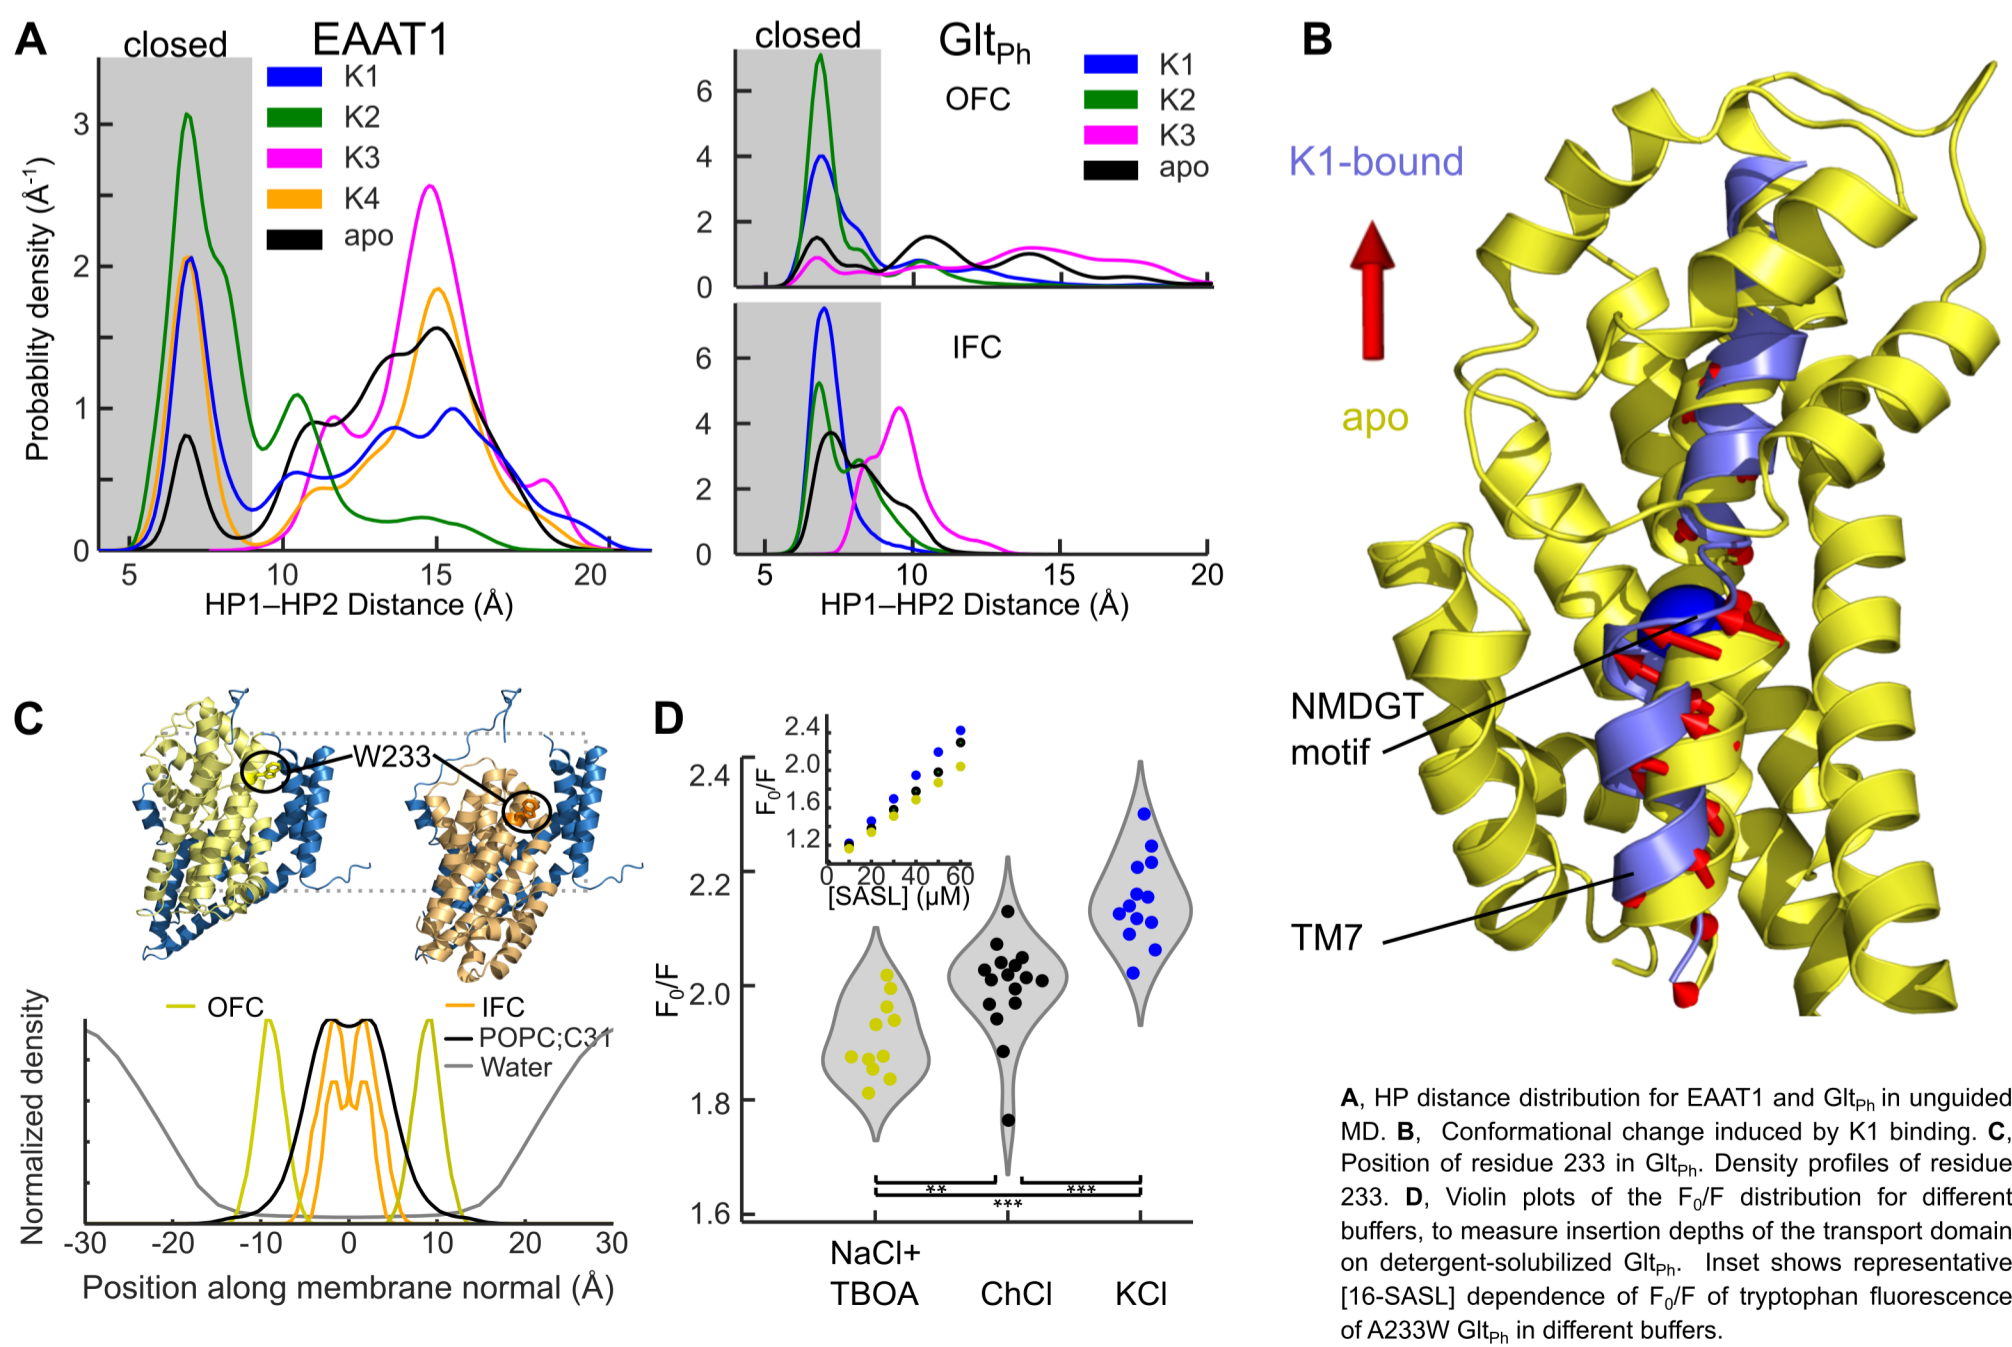 A
closed
EAAT1
K1
K2
K3
K4
apo
Probablity density (Å-1)
3
2
1
0
5 10 15 20
HP1–HP2 Distance (Å)
closed
GltPh
OFC
K1
K2
K3
apo
6
4
2
0
IFC
6
4
2
0
5 10 15 20
HP1–HP2 Distance (Å)
B
K1-bound
apo
NMDGT
motif
TM7
C
W233
OFC
IFC
POPC;C31
Water
Normalized density
-30 -20 -10 0 10 20 30
Position along membrane normal (Å)
D
F0/F
2.4
2.2
2.0
1.8
1.6
F0/F
2.4
2.0
1.6
1.2
0 20 40 60
[SASL] (µM)
** ***
***
NaCl+
TBOA ChCl KCl
A, HP distance distribution for EAAT1 and GltPh in unguided
MD. B, Conformational change induced by K1 binding. C,
Position of residue 233 in GltPh. Density profiles of residue
233. D, Violin plots of the F0/F distribution for different
buffers, to measure insertion depths of the transport domain
on detergent-solubilized GltPh. Inset shows representative
[16-SASL] dependence of F0/F of tryptophan fluorescence
of A233W GltPh in different buffers.